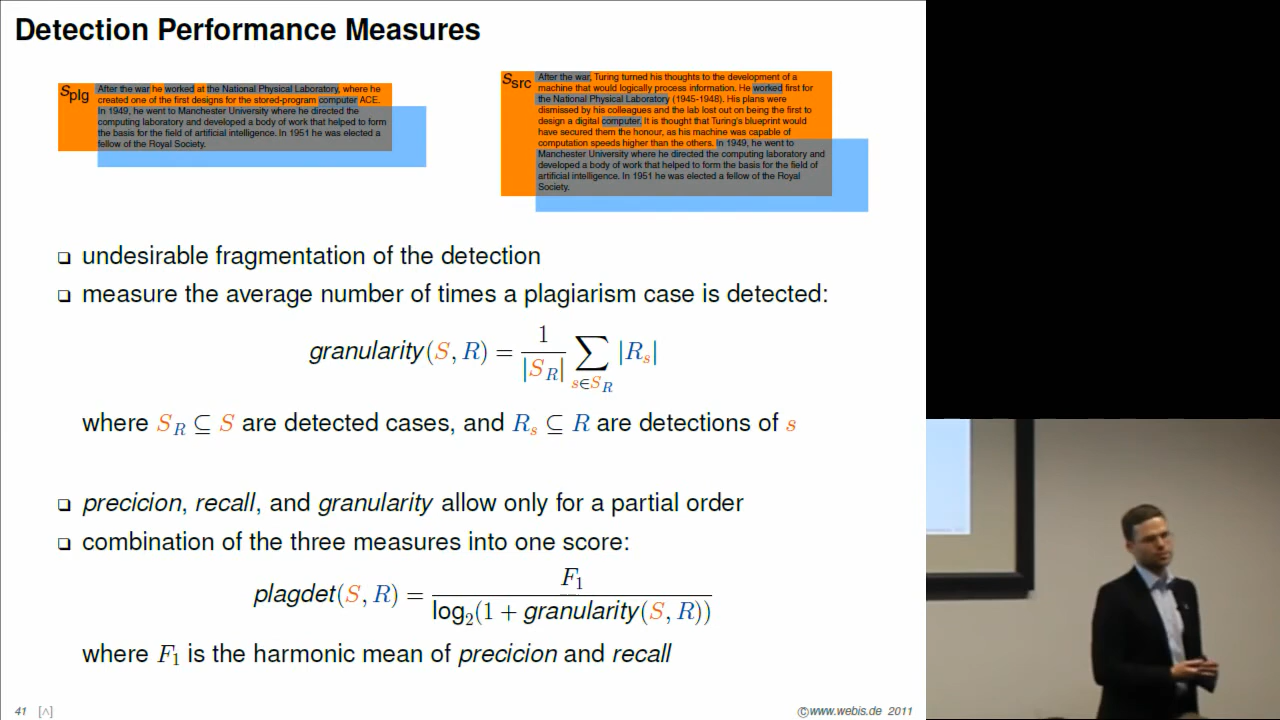 Detection Performance Measures
S_plg
After the war he worked at the National Physical Laboratory, where he
created one of the first designs for the stored-program computer ACE.
In 1949, he went to Manchester University where he directed the
computing laboratory and developed a body of work that helped to form
the basis for the field of artificial intelligence. In 1951 he was elected a
fellow of the Royal Society.
S_src
After the war, Turing turned his thoughts to the development of a
machine that would logically process information. He worked first for
the National Physical Laboratory (1945-1948). His plans were
dismissed by his colleagues and the lab lost out on being the first to
design a digital computer. It is thought that Turing's blueprint would
have secured them the honour, as his machine was capable of
computation speeds higher than the others. In 1949, he went to
Manchester University where he directed the computing laboratory and
developed a body of work that helped to form the basis for the field of
artificial intelligence. In 1951 he was elected a fellow of the Royal
Society.
❏ undesirable fragmentation of the detection
❏ measure the average number of times a plagiarism case is detected:
granularity(S, R) = 1/|S_R| ∑_{s∈S_R} |R_s|
where S_R ⊆ S are detected cases, and R_s ⊆ R are detections of s
❏ precicion, recall, and granularity allow only for a partial order
❏ combination of the three measures into one score:
plagdet(S, R) = F₁ / log₂(1 + granularity(S, R))
where F₁ is the harmonic mean of precicion and recall
41 [∧] ©www.webis.de 2011